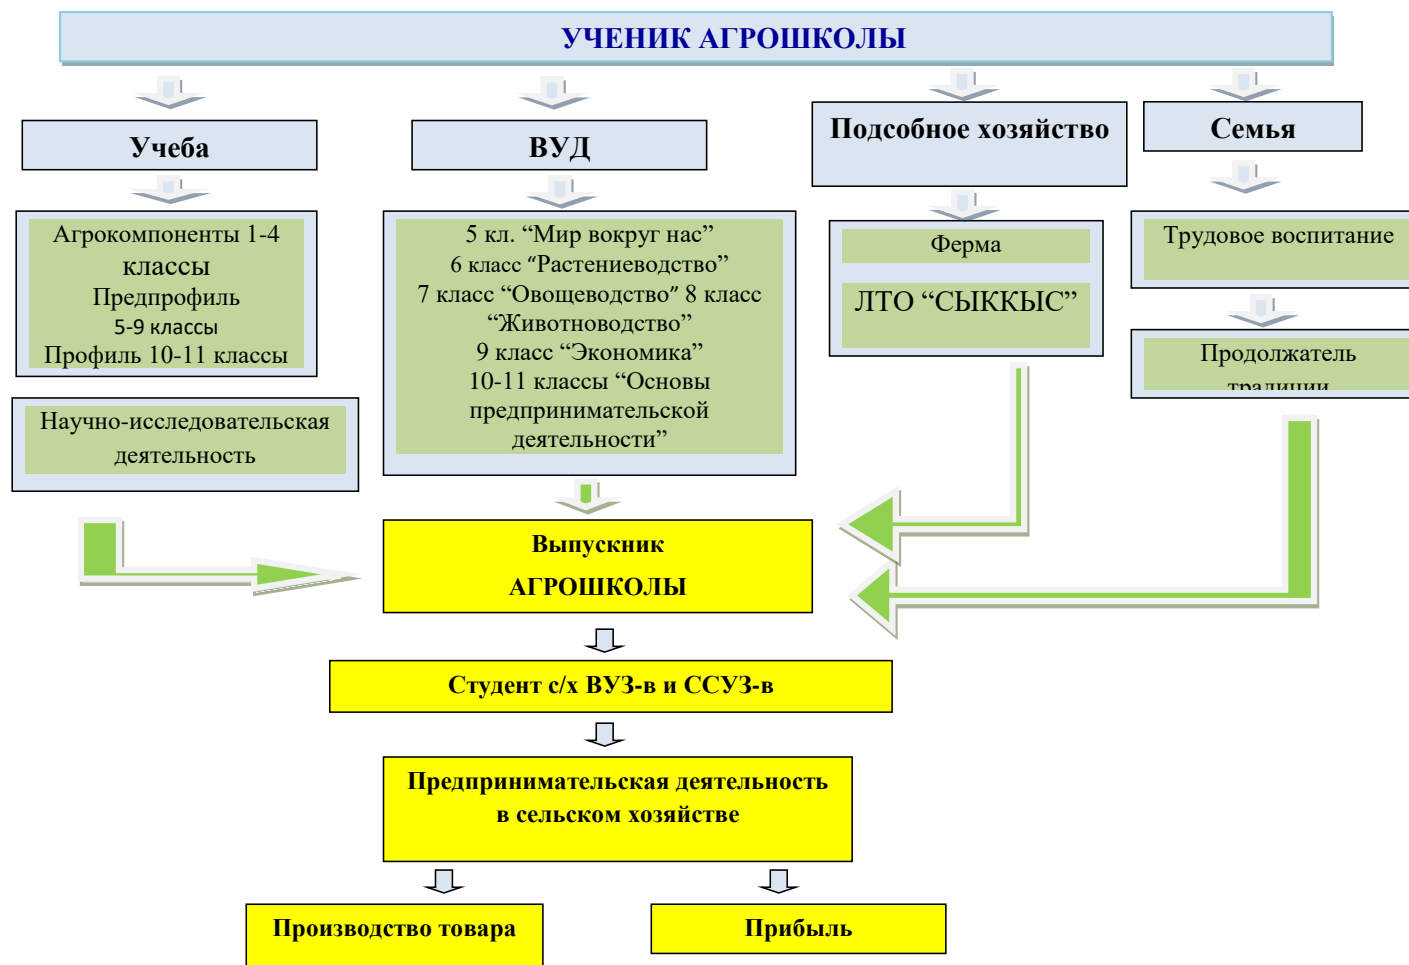 УЧЕНИК АГРОШКОЛЫ
Учеба
ВУД
Подсобное хозяйство
Семья
Агрокомпоненты 1-4
классы
Предпрофиль
5-9 классы
Профиль 10-11 классы
Научно-исследовательская
деятельность
5 кл. “Мир вокруг нас”
6 класс “Растениеводство”
7 класс “Овощеводство” 8 класс
“Животноводство”
9 класс “Экономика”
10-11 классы “Основы
предпринимательской
деятельности”
Ферма
ЛТО “СЫККЫС”
Трудовое воспитание
Продолжатель
традиции
Выпускник
АГРОШКОЛЫ
Студент с/х ВУЗ-в и ССУЗ-в
Предпринимательская деятельность
в сельском хозяйстве
Производство товара
Прибыль